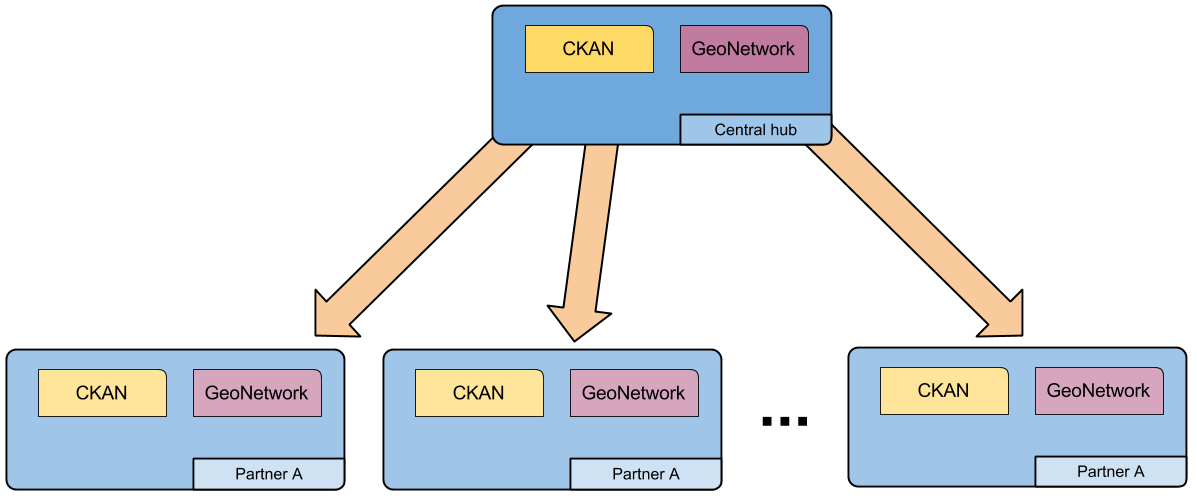 CKAN
GeoNetwork
Central hub
CKAN
GeoNetwork
Partner A
CKAN
GeoNetwork
Partner A
...
CKAN
GeoNetwork
Partner A